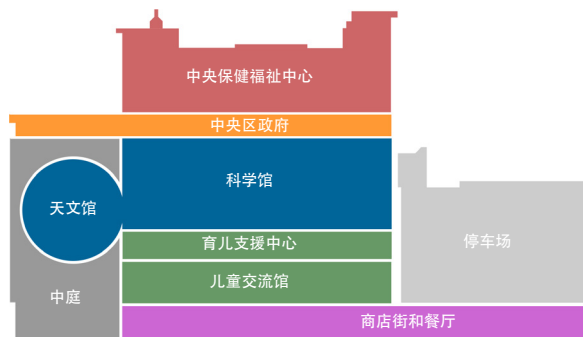 中央保健福祉中心
中央区政府
科学馆
天文馆
育儿支援中心
停车场
儿童交流馆
中庭
商店街和餐厅